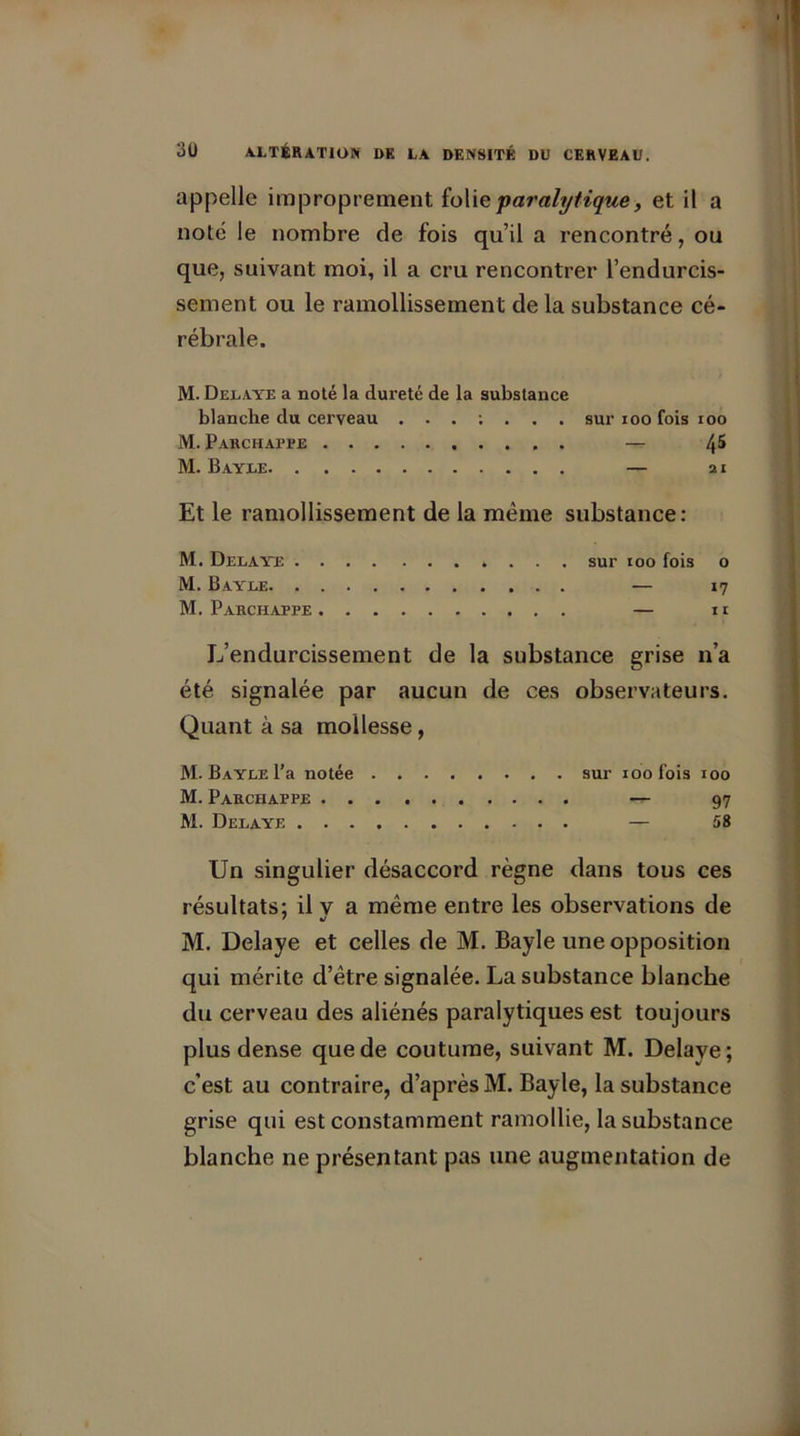 30 ALTÉRATION DE LA DENSITÉ DU CERVEAU.
appelle improprement folie paralytique, et il a
noté le nombre de fois qu'il a rencontré, ou
que, suivant moi, il a cru rencontrer l'endurcis-
sement ou le ramollissement de la substance cé-
rébrale.
M. DELAYE a noté la dureté de la substance
blanche du cerveau . . . : . . . sur 100 fois 100
M. PARCHAPPE . . . . . . . . . . — 45
M. BAYLE. . . . . . . . . . . . — 21
Et le ramollissement de la même substance:
M. DELAYE . . . . . . . . . . . sur 100 fois 0
M. BAYLE. . . . . . . . . . . . — 17
M. PARCHAPPE . . . . . . . . . . — 11
L'endurcissement de la substance grise n'a
été signalée par aucun de ces observateurs.
Quant à sa mollesse,
M. BAYLE l'a notée . . . . . . . . sur 100 fois 100
M. PARCHAPPE . . . . . . . . . . — 97
M. DELAYE . . . . . . . . . . . — 58
Un singulier désaccord règne dans tous ces
résultats; il y a même entre les observations de
M. Delaye et celles de M. Bayle une opposition
qui mérite d'être signalée. La substance blanche
du cerveau des aliénés paralytiques est toujours
plus dense que de coutume, suivant M. Delaye;
c'est au contraire, d'après M. Bayle, la substance
grise qui est constamment ramollie, la substance
blanche ne présentant pas une augmentation de